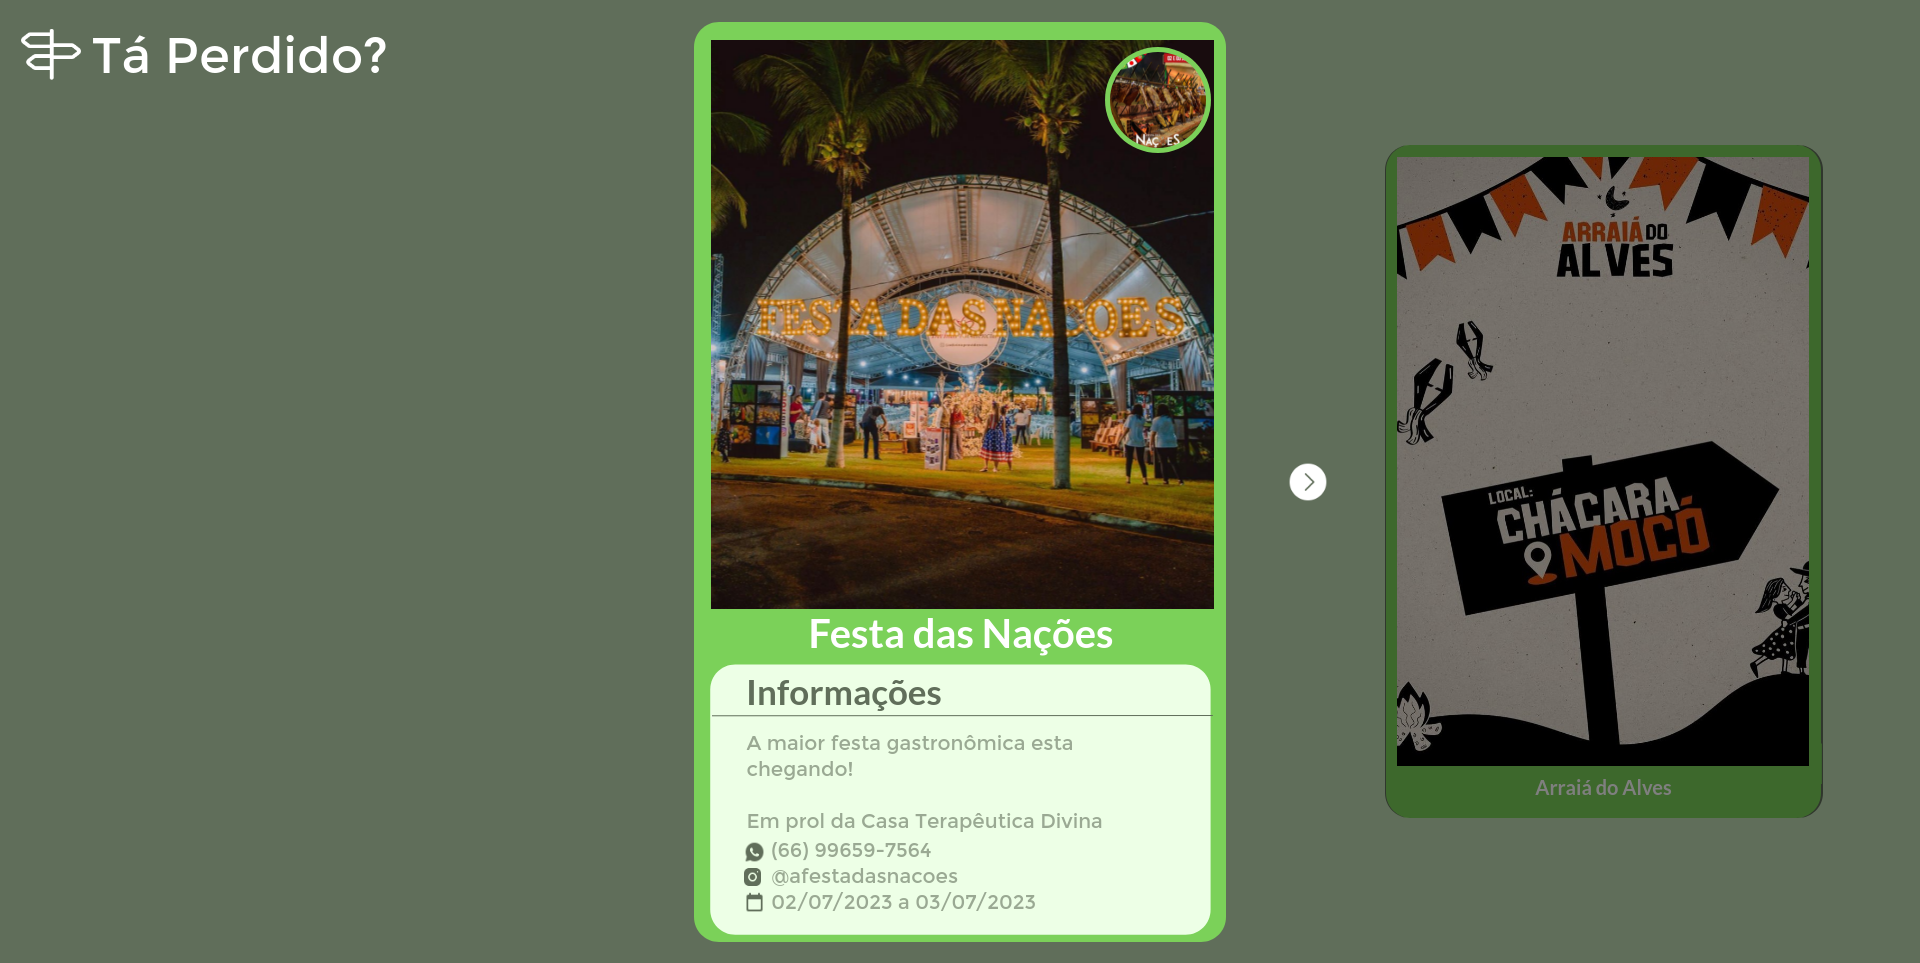 Tá Perdido?
NAÇÕES
FESTA DAS NAÇOES
Festa das Nações
Informações
A maior festa gastronômica esta
chegando!
Em prol da Casa Terapêutica Divina
(66) 99659-7564
@afestadasnacoes
02/07/2023 a 03/07/2023
ARRAIÁ DO
ALVES
LOCAL:
CHÁCARA
MOCÓ
Arraiá do Alves